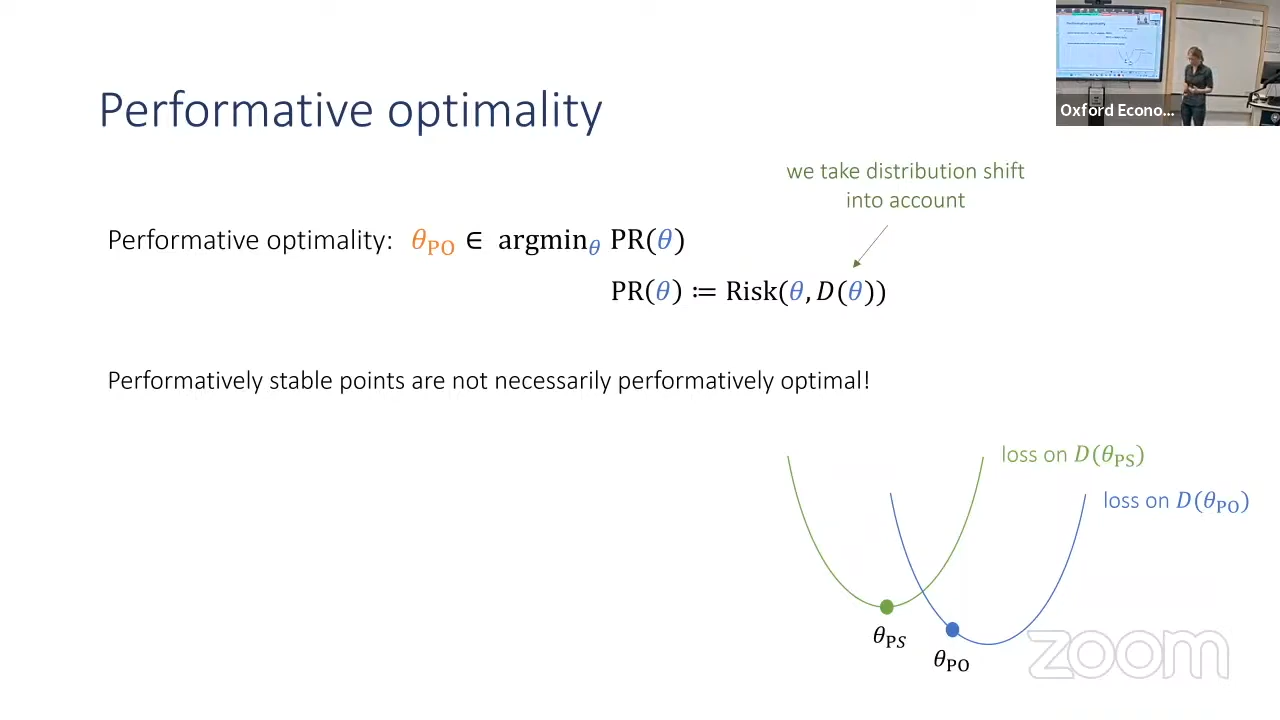 Performative optimality
Oxford Econo...
we take distribution shift
into account
Performative optimality: θ_PO ∈ argmin_θ PR(θ)
PR(θ) ≔ Risk(θ, D(θ))
Performatively stable points are not necessarily performatively optimal!
loss on D(θ_PS)
loss on D(θ_PO)
θ_PS
θ_PO
zoom